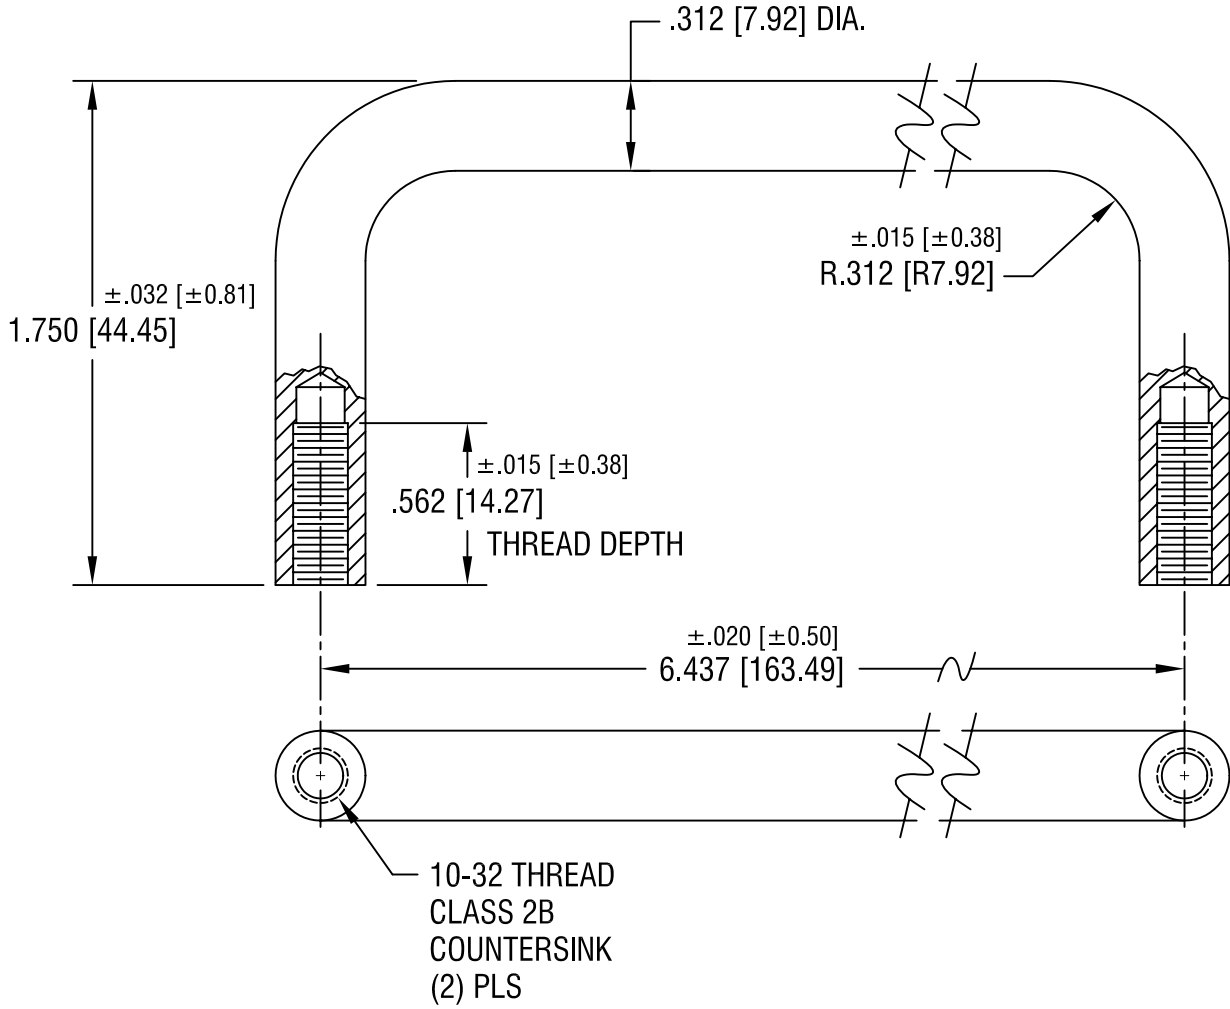 .312 [7.92] DIA.
±.015 [±0.38]
R.312 [R7.92]
±.032 [±0.81]
1.750 [44.45]
±.015 [±0.38]
.562 [14.27]
THREAD DEPTH
±.020 [±0.50]
6.437 [163.49]
10-32 THREAD
CLASS 2B
COUNTERSINK
(2) PLS